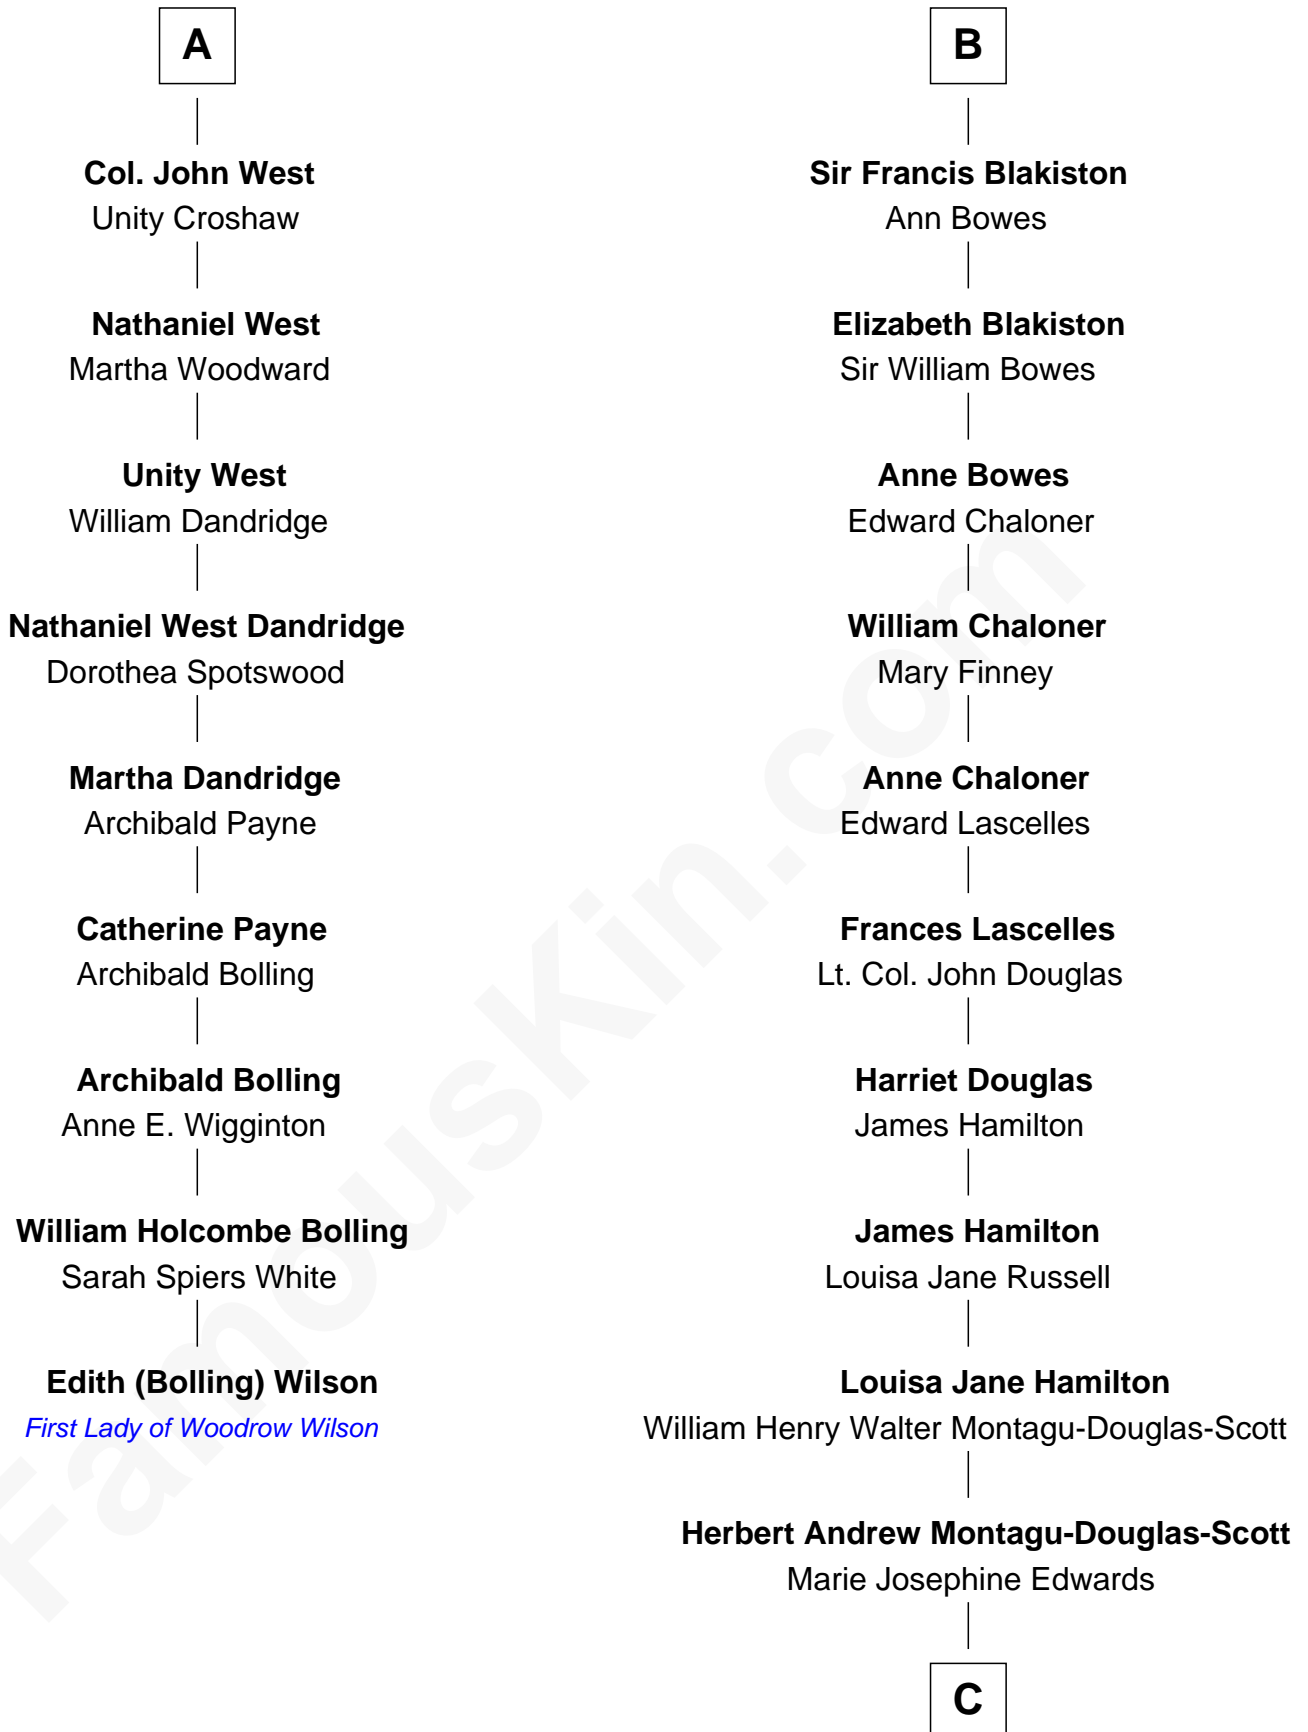 A
Col. John West
Unity Croshaw
Nathaniel West
Martha Woodward
Unity West
William Dandridge
Nathaniel West Dandridge
Dorothea Spotswood
Martha Dandridge
Archibald Payne
Catherine Payne
Archibald Bolling
Archibald Bolling
Anne E. Wigginton
William Holcombe Bolling
Sarah Spiers White
Edith (Bolling) Wilson
First Lady of Woodrow Wilson
B
Sir Francis Blakiston
Ann Bowes
Elizabeth Blakiston
Sir William Bowes
Anne Bowes
Edward Chaloner
William Chaloner
Mary Finney
Anne Chaloner
Edward Lascelles
Frances Lascelles
Lt. Col. John Douglas
Harriet Douglas
James Hamilton
James Hamilton
Louisa Jane Russell
Louisa Jane Hamilton
William Henry Walter Montagu-Douglas-Scott
Herbert Andrew Montagu-Douglas-Scott
Marie Josephine Edwards
C
FamousKin.com